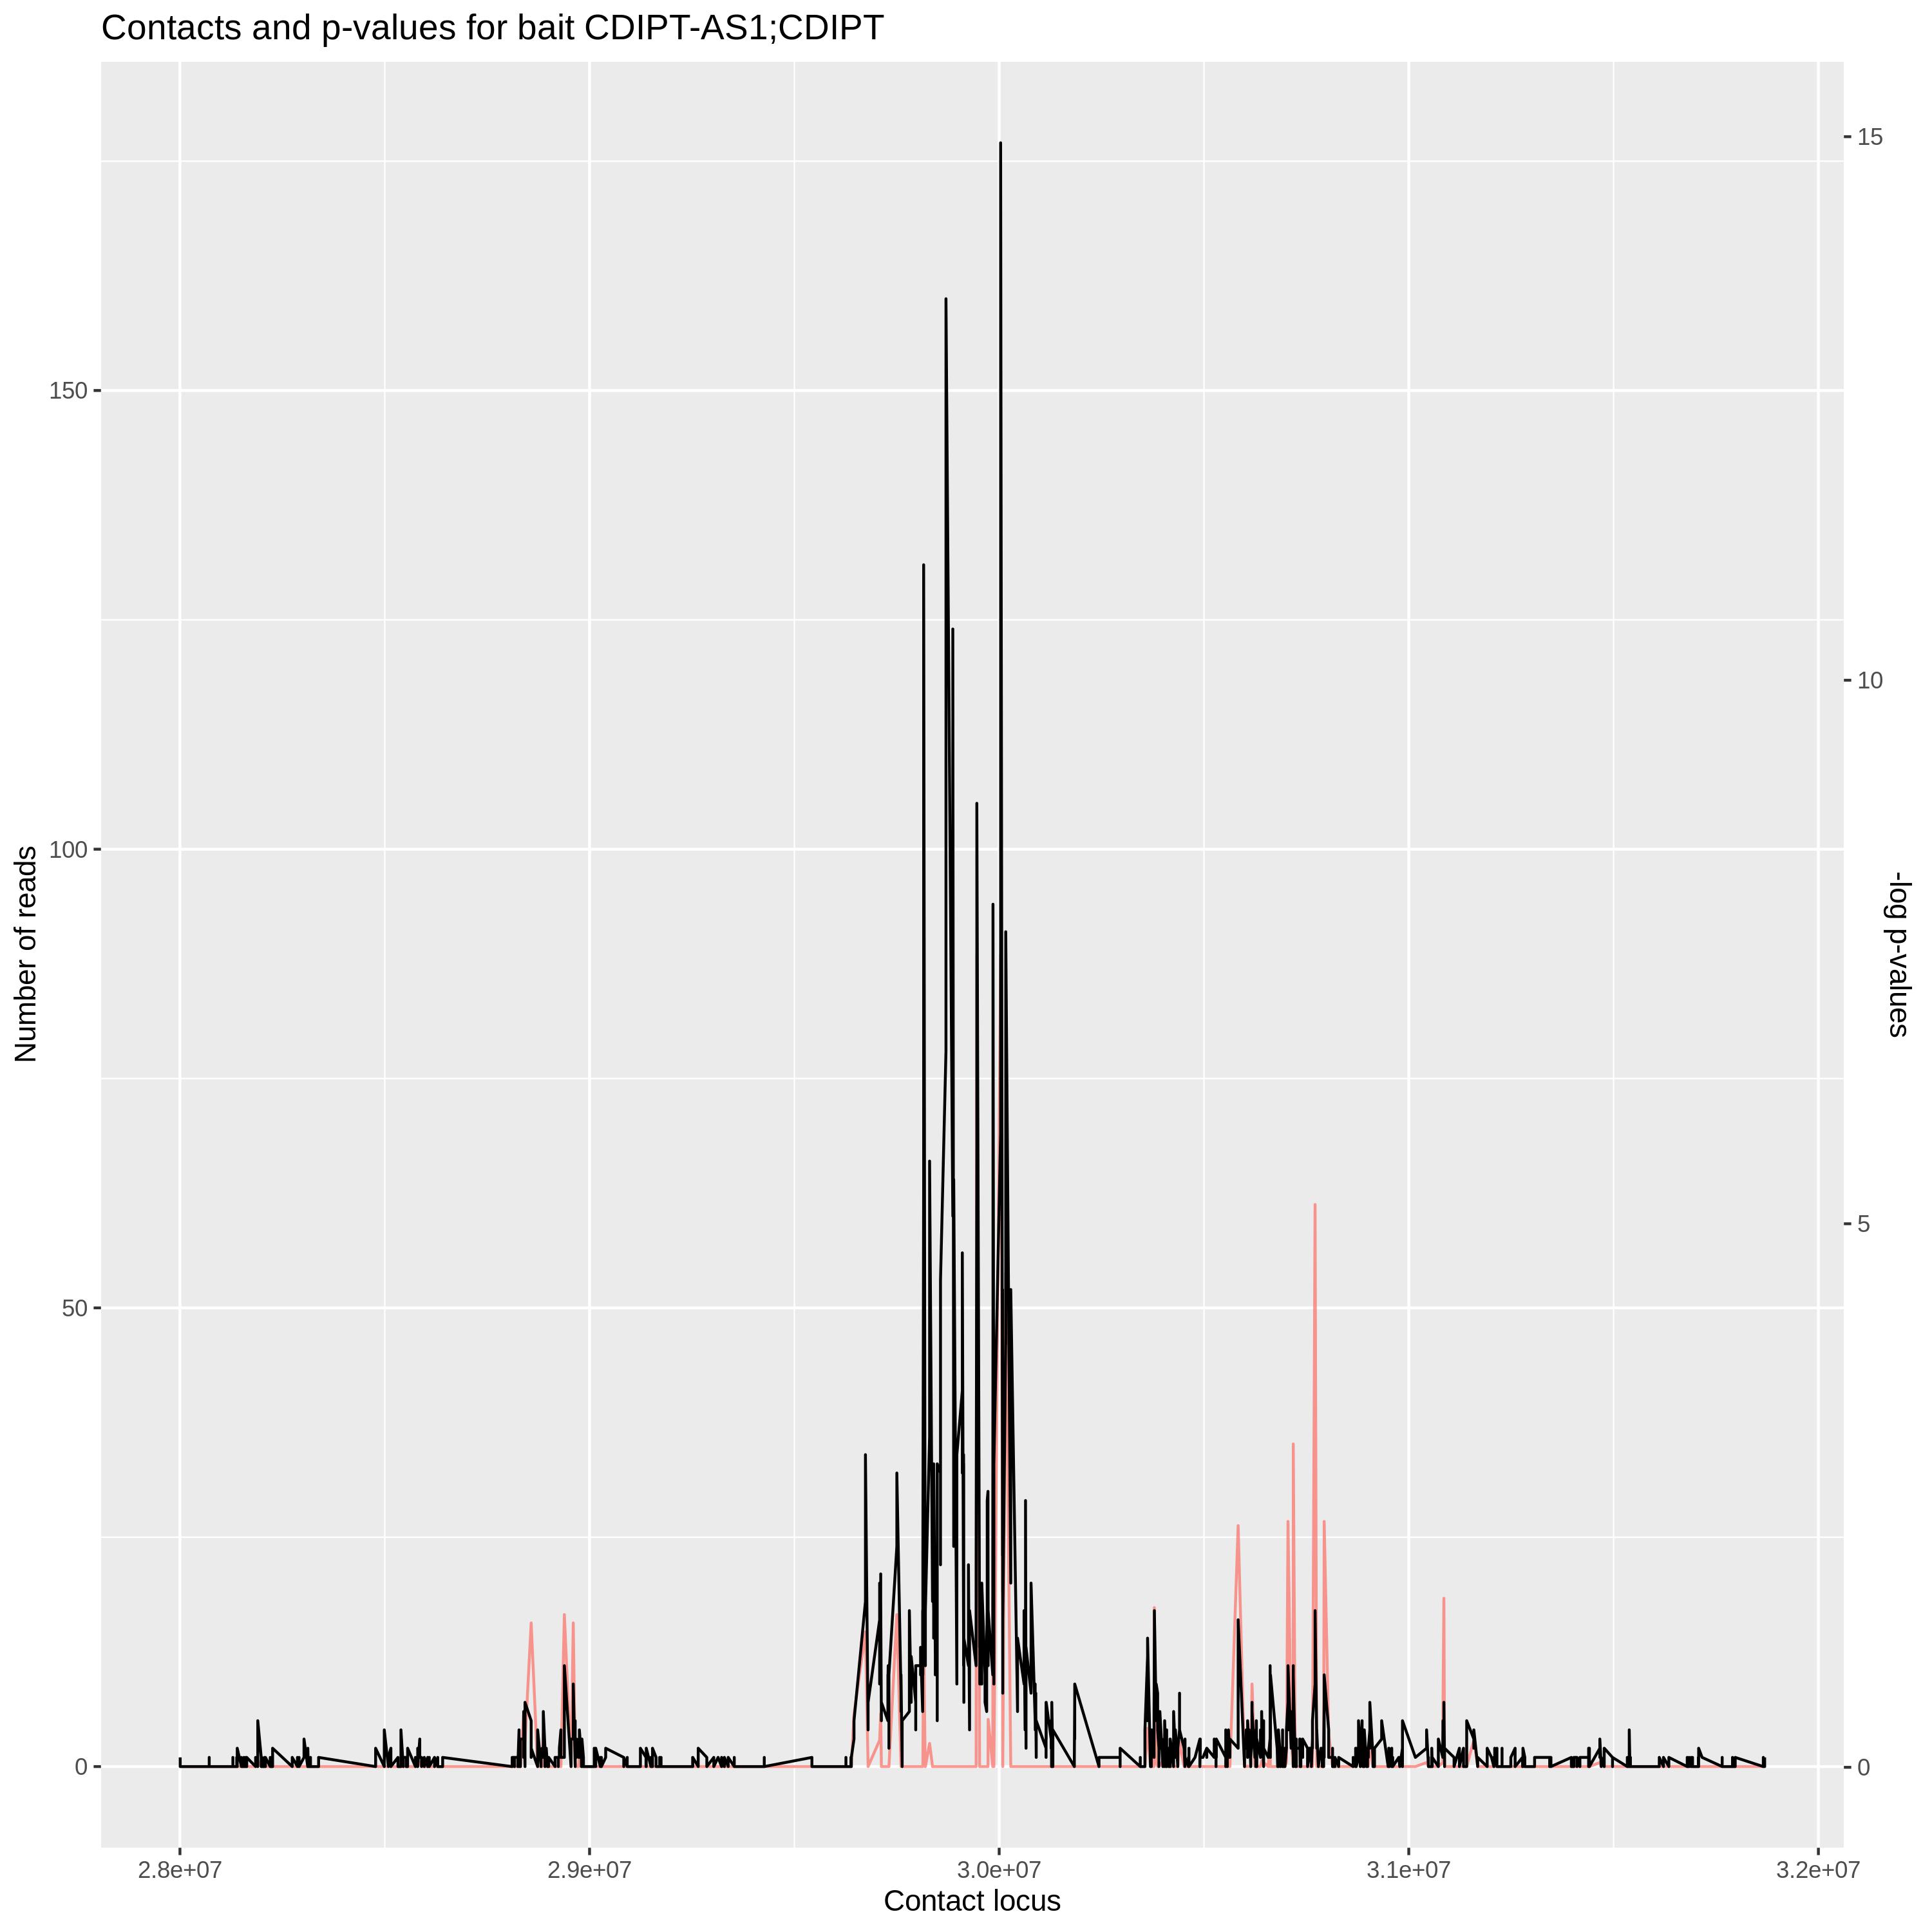 Contacts and p-values for bait CDIPT-AS1;CDIPT
Number of reads
150
100
50
0
15
10
5
0
-log p-values
2.8e+07
2.9e+07
3.0e+07
3.1e+07
3.2e+07
Contact locus